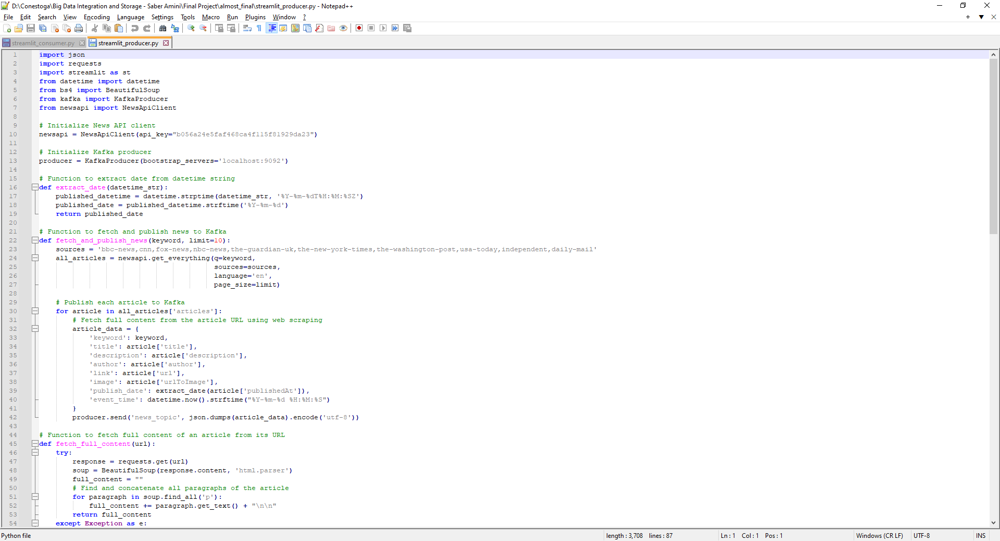 D:\Conestoga\Big Data Integration and Storage - Saber Amini\Final Project\almost_final\streamlit_producer.py - Notepad++
File Edit Search View Encoding Language Settings Tools Macro Run Plugins Window ?
streamlit_consumer.py streamlit_producer.py
1 import json
2 import requests
3 import streamlit as st
4 from datetime import datetime
5 from bs4 import BeautifulSoup
6 from kafka import KafkaProducer
7 from newsapi import NewsApiClient
8
9 # Initialize News API client
10 newsapi = NewsApiClient(api_key="b056a24e5faf468ca4f115f81929da23")
11
12 # Initialize Kafka producer
13 producer = KafkaProducer(bootstrap_servers='localhost:9092')
14
15 # Function to extract date from datetime string
16 def extract_date(datetime_str):
17     published_datetime = datetime.strptime(datetime_str, '%Y-%m-%dT%H:%M:%SZ')
18     published_date = published_datetime.strftime('%Y-%m-%d')
19     return published_date
20
21 # Function to fetch and publish news to Kafka
22 def fetch_and_publish_news(keyword, limit=10):
23     sources = 'bbc-news,cnn,fox-news,nbc-news,the-guardian-uk,the-new-york-times,the-washington-post,usa-today,independent,daily-mail'
24     all_articles = newsapi.get_everything(q=keyword,
25                                           sources=sources,
26                                           language='en',
27                                           page_size=limit)
28
29     # Publish each article to Kafka
30     for article in all_articles['articles']:
31         # Fetch full content from the article URL using web scraping
32         article_data = {
33             'keyword': keyword,
34             'title': article['title'],
35             'description': article['description'],
36             'author': article['author'],
37             'link': article['url'],
38             'image': article['urlToImage'],
39             'publish_date': extract_date(article['publishedAt']),
40             'event_time': datetime.now().strftime("%Y-%m-%d %H:%M:%S")
41         }
42         producer.send('news_topic', json.dumps(article_data).encode('utf-8'))
43
44 # Function to fetch full content of an article from its URL
45 def fetch_full_content(url):
46     try:
47         response = requests.get(url)
48         soup = BeautifulSoup(response.content, 'html.parser')
49         full_content = ""
50         # Find and concatenate all paragraphs of the article
51         for paragraph in soup.find_all('p'):
52             full_content += paragraph.get_text() + "\n\n"
53         return full_content
54     except Exception as e:
Python file length : 3,708 lines : 87 Ln : 1 Col : 1 Pos : 1 Windows (CR LF) UTF-8 INS